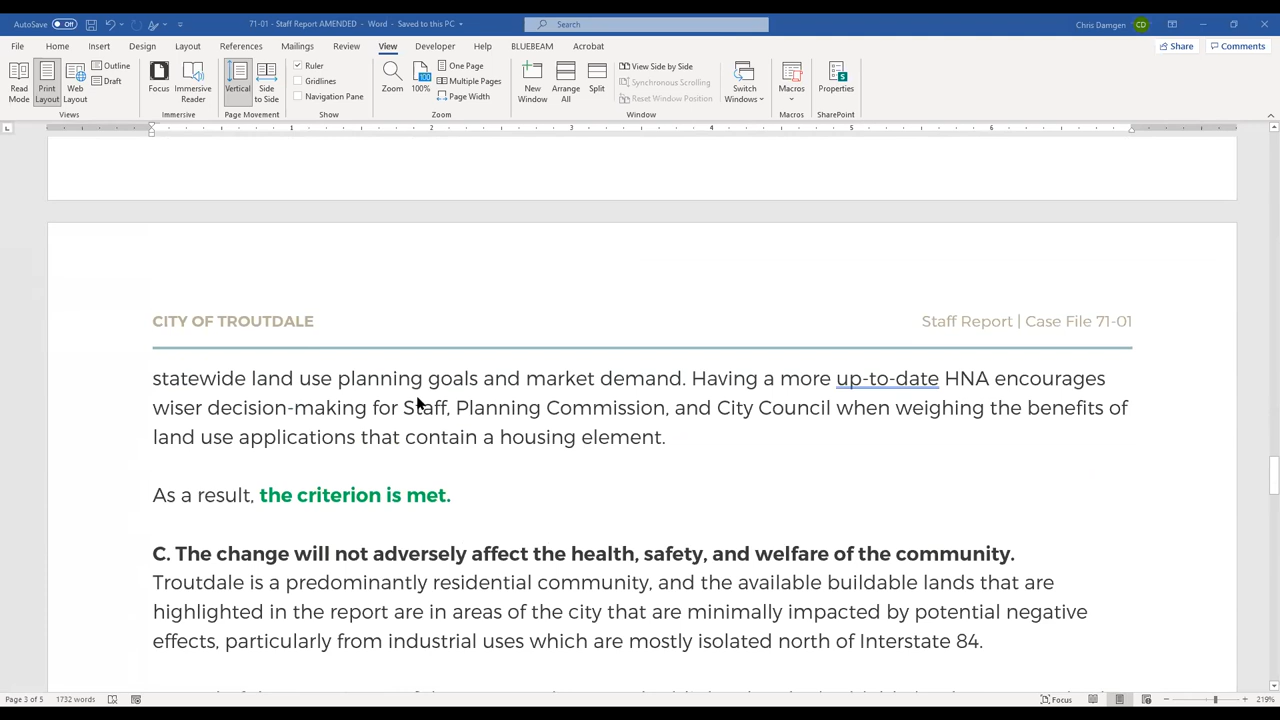 AutoSave Off 71-01 - Staff Report AMENDED - Word - Saved to this PC Search Chris Damgen CD
File Home Insert Design Layout References Mailings Review View Developer Help BLUEBEAM Acrobat Share Comments
Read Mode Print Layout Web Layout Outline Draft Focus Immersive Reader Vertical Side to Side Ruler Gridlines Navigation Pane Zoom 100% One Page Multiple Pages Page Width New Window Arrange All Split View Side by Side Synchronous Scrolling Reset Window Position Switch Windows Macros Properties
Views Immersive Page Movement Show Zoom Window Macros SharePoint
1 2 3 4 5 6
CITY OF TROUTDALE Staff Report | Case File 71-01
statewide land use planning goals and market demand. Having a more up-to-date HNA encourages
wiser decision-making for Staff, Planning Commission, and City Council when weighing the benefits of
land use applications that contain a housing element.
As a result, the criterion is met.
C. The change will not adversely affect the health, safety, and welfare of the community.
Troutdale is a predominantly residential community, and the available buildable lands that are
highlighted in the report are in areas of the city that are minimally impacted by potential negative
effects, particularly from industrial uses which are mostly isolated north of Interstate 84.
Page 3 of 5 1732 words Focus 219%